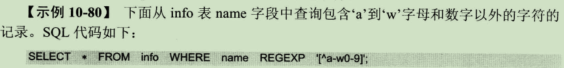 【示例 10-80】 下面从 info 表 name 字段中查询包含‘a’到‘w’字母和数字以外的字符的
记录。SQL 代码如下：
SELECT * FROM info WHERE name REGEXP '[^a-w0-9]';